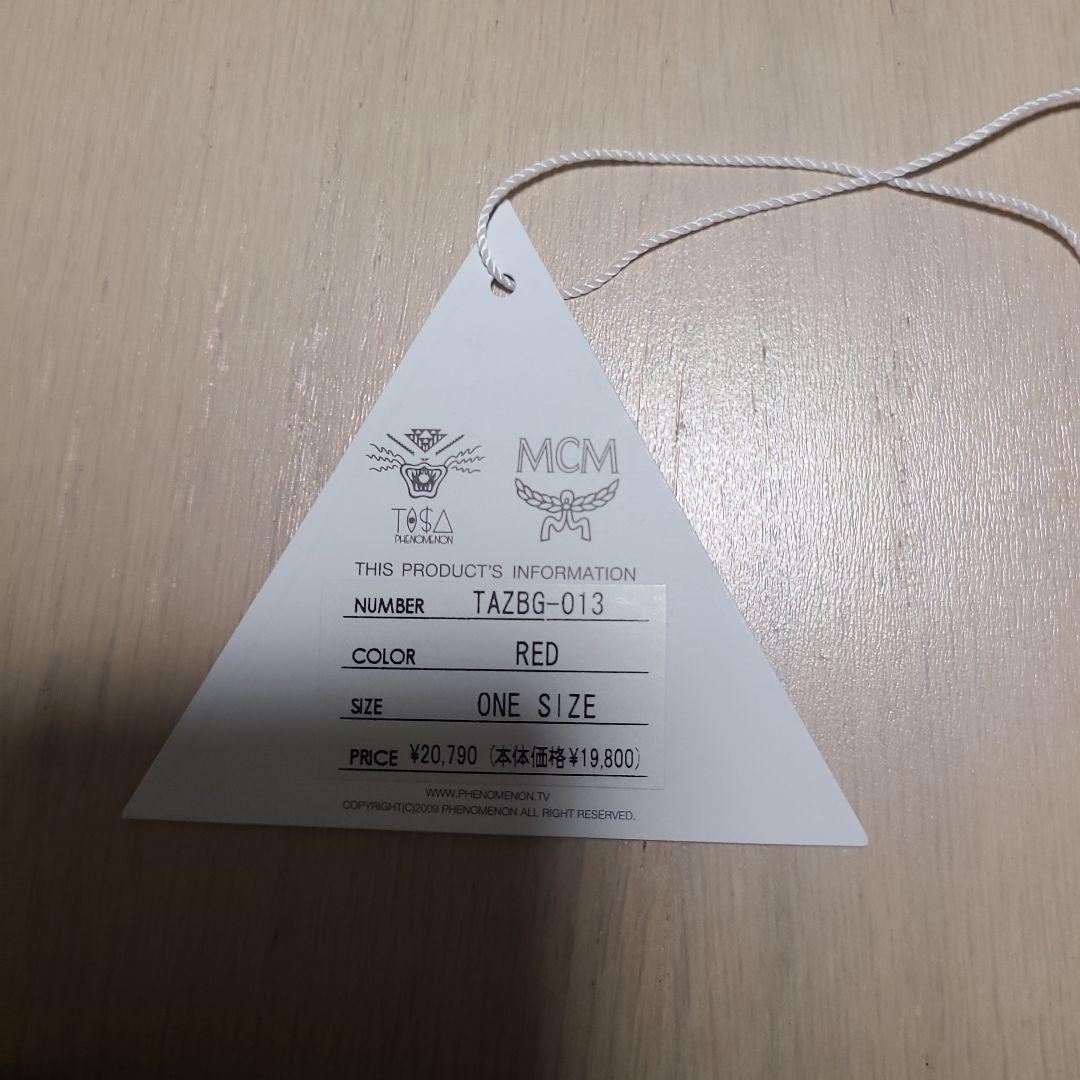 MCM
TO$A
PHENOMENON
THIS PRODUCT'S INFORMATION
NUMBER TAZBG-013
COLOR RED
SIZE ONE SIZE
PRICE ¥20,790 (本体価格¥19,800)
WWW.PHENOMENON.TV
COPYRIGHT(C)2009 PHENOMENON ALL RIGHT RESERVED.